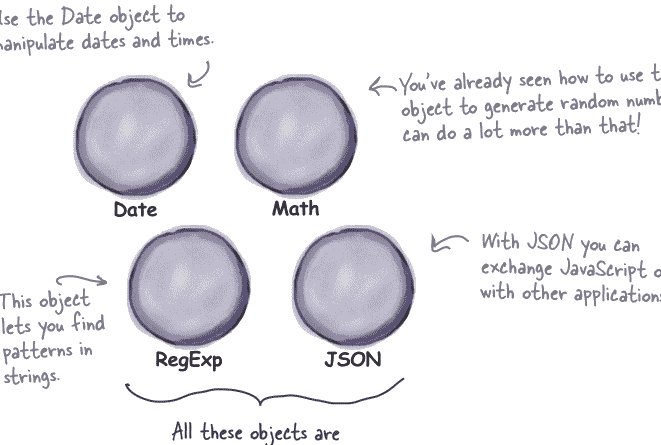 se the Date object to
anipulate dates and times.
You've already seen how to use t
object to generate random numb
can do a lot more than that!
Date
Math
With JSON you can
exchange JavaScript o
with other application
This object
lets you find
patterns in
strings.
RegExp
JSON
All these objects are